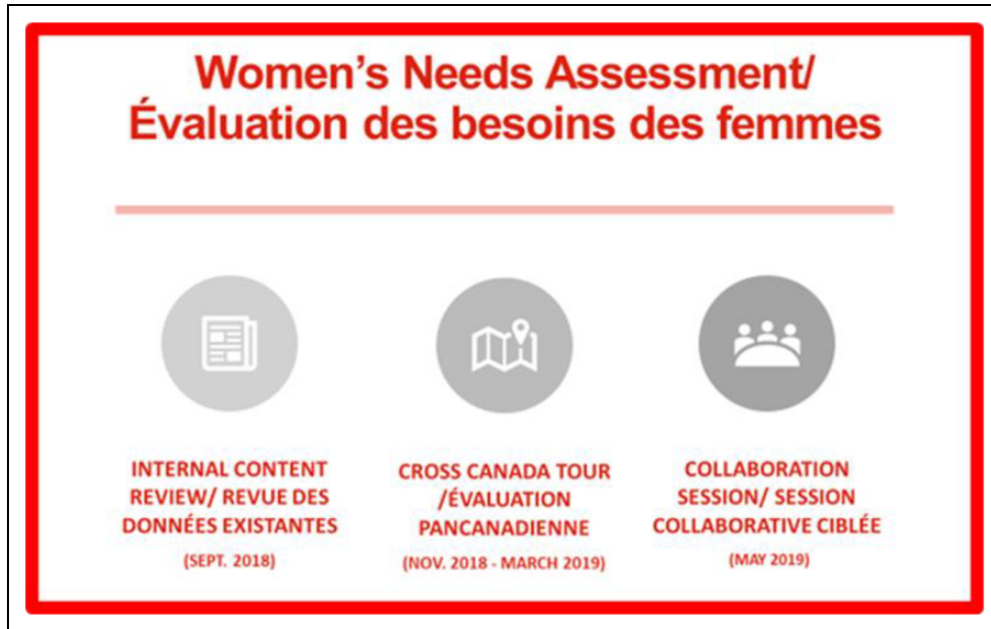 Women's Needs Assessment/
Évaluation des besoins des femmes
INTERNAL CONTENT
REVIEW/ REVUE DES
DONNÉES EXISTANTES
(SEPT. 2018)
CROSS CANADA TOUR
/ÉVALUATION
PANCANADIENNE
(NOV. 2018 - MARCH 2019)
COLLABORATION
SESSION/ SESSION
COLLABORATIVE CIBLÉE
(MAY 2019)